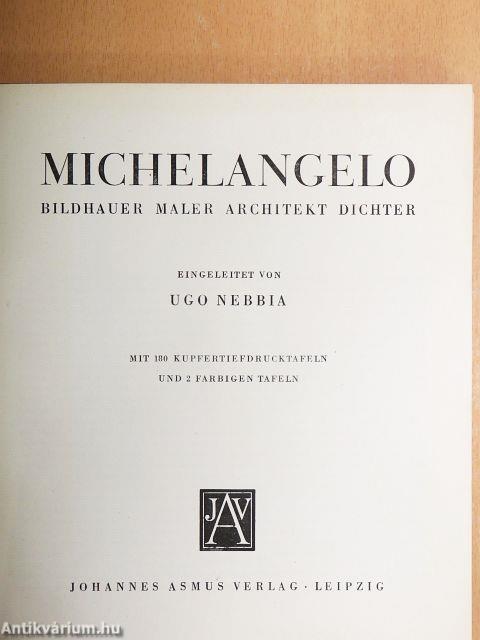 MICHELANGELO
BILDHAUER MALER ARCHITEKT DICHTER
EINGELEITET VON
UGO NEBBIA
MIT 180 KUPFERTIEFDRUCKTAFELN
UND 2 FARBIGEN TAFELN
JAV
JOHANNES ASMUS VERLAG · LEIPZIG
Antikvárium.hu